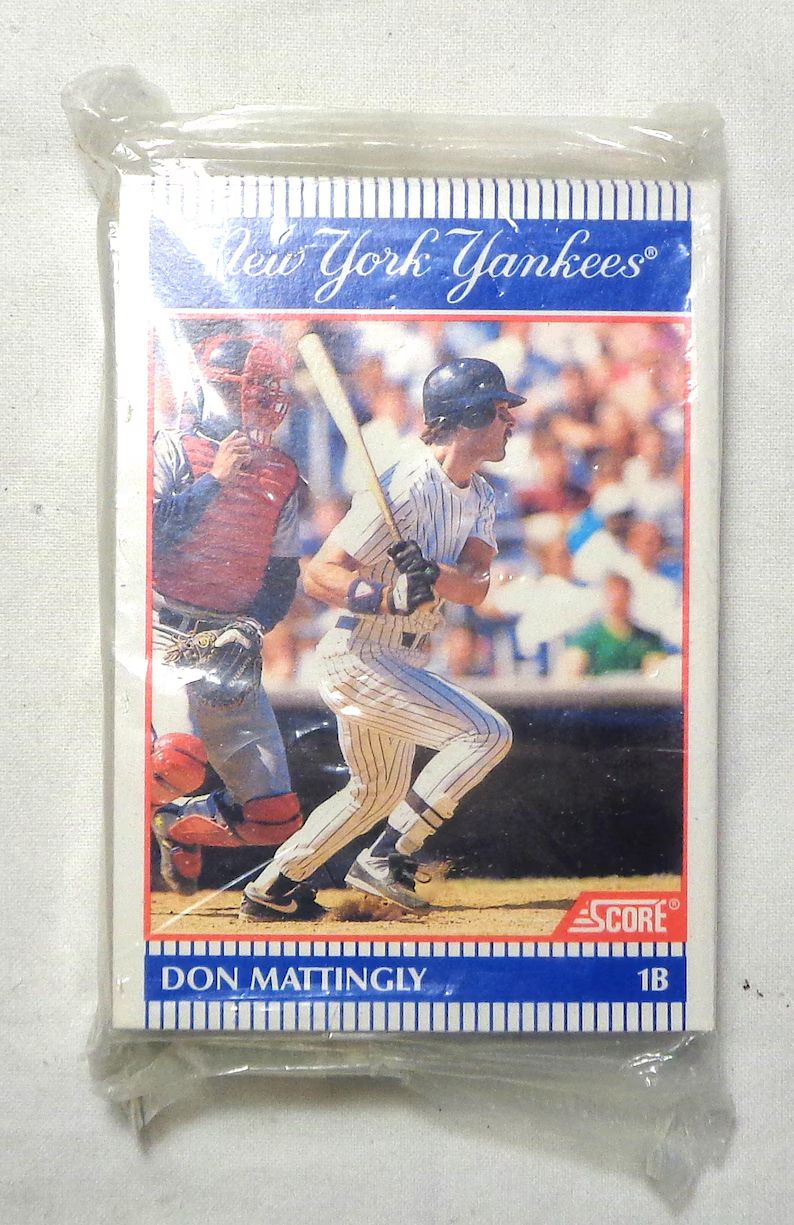 New York Yankees®
SCORE®
DON MATTINGLY 1B